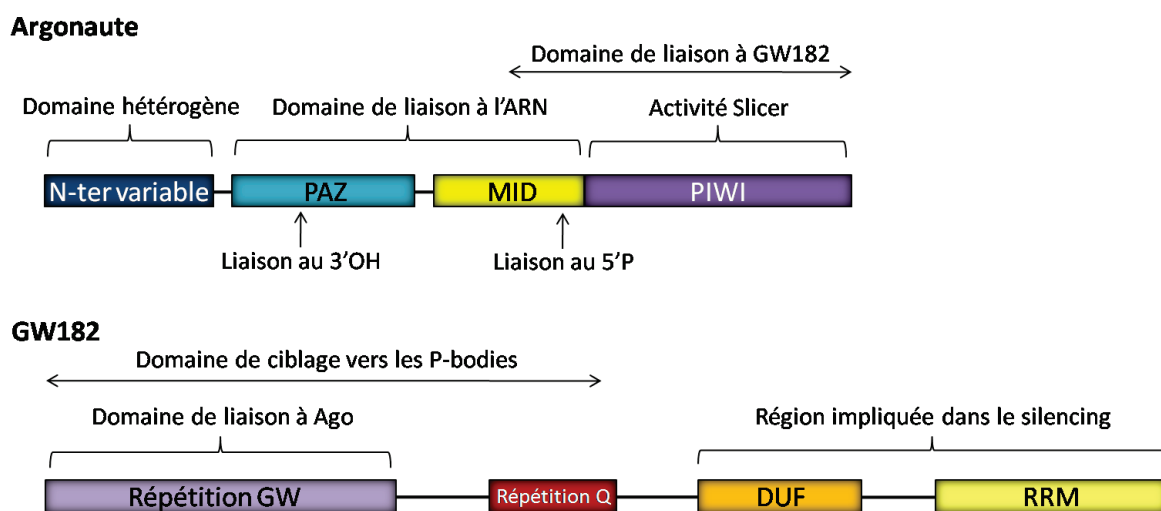 Argonaute
Domaine de liaison à GW182
Domaine hétérogène
Domaine de liaison à l'ARN
Activité Slicer
N-ter variable
PAZ
MID
PIWI
Liaison au 3'OH
Liaison au 5'P
GW182
Domaine de ciblage vers les P-bodies
Domaine de liaison à Ago
Région impliquée dans le silencing
Répétition GW
Répétition Q
DUF
RRM